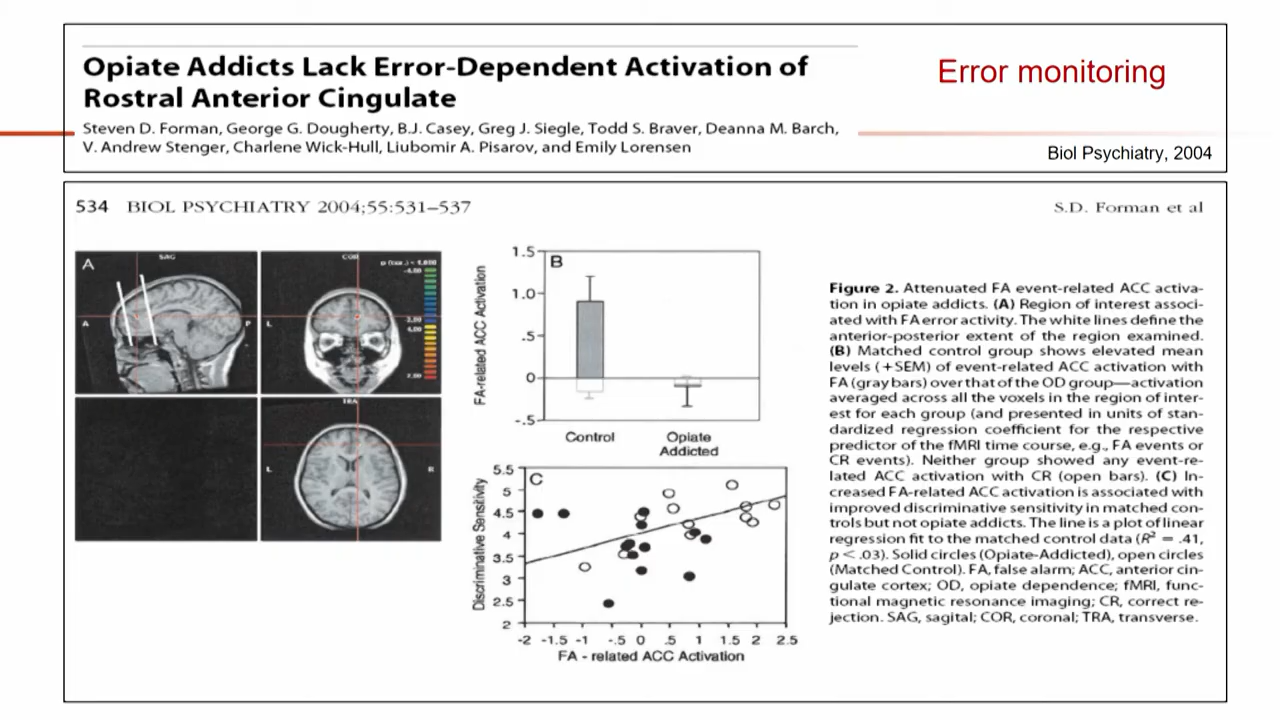 Opiate Addicts Lack Error-Dependent Activation of
Rostral Anterior Cingulate
Steven D. Forman, George G. Dougherty, B.J. Casey, Greg J. Siegle, Todd S. Braver, Deanna M. Barch,
V. Andrew Stenger, Charlene Wick-Hull, Liubomir A. Pisarov, and Emily Lorensen
Error monitoring
Biol Psychiatry, 2004
534 BIOL PSYCHIATRY 2004;55:531–537
S.D. Forman et al
A
SAG
A
P
COR
L
TRA
L
R
B
FA-related ACC Activation
1.5
1.0
.5
0
-.5
Control
Opiate
Addicted
C
Discriminative Sensitivity
5.5
5
4.5
4
3.5
3
2.5
2
-2 -1.5 -1 -.5 0 .5 1 1.5 2 2.5
FA - related ACC Activation
Figure 2. Attenuated FA event-related ACC activa-
tion in opiate addicts. (A) Region of interest associ-
ated with FA error activity. The white lines define the
anterior-posterior extent of the region examined.
(B) Matched control group shows elevated mean
levels (+SEM) of event-related ACC activation with
FA (gray bars) over that of the OD group—activation
averaged across all the voxels in the region of inter-
est for each group (and presented in units of stan-
dardized regression coefficient for the respective
predictor of the fMRI time course, e.g., FA events or
CR events). Neither group showed any event-re-
lated ACC activation with CR (open bars). (C) In-
creased FA-related ACC activation is associated with
improved discriminative sensitivity in matched con-
trols but not opiate addicts. The line is a plot of linear
regression fit to the matched control data (R² = .41,
p < .03). Solid circles (Opiate-Addicted), open circles
(Matched Control). FA, false alarm; ACC, anterior cin-
gulate cortex; OD, opiate dependence; fMRI, func-
tional magnetic resonance imaging; CR, correct re-
jection. SAG, sagital; COR, coronal; TRA, transverse.